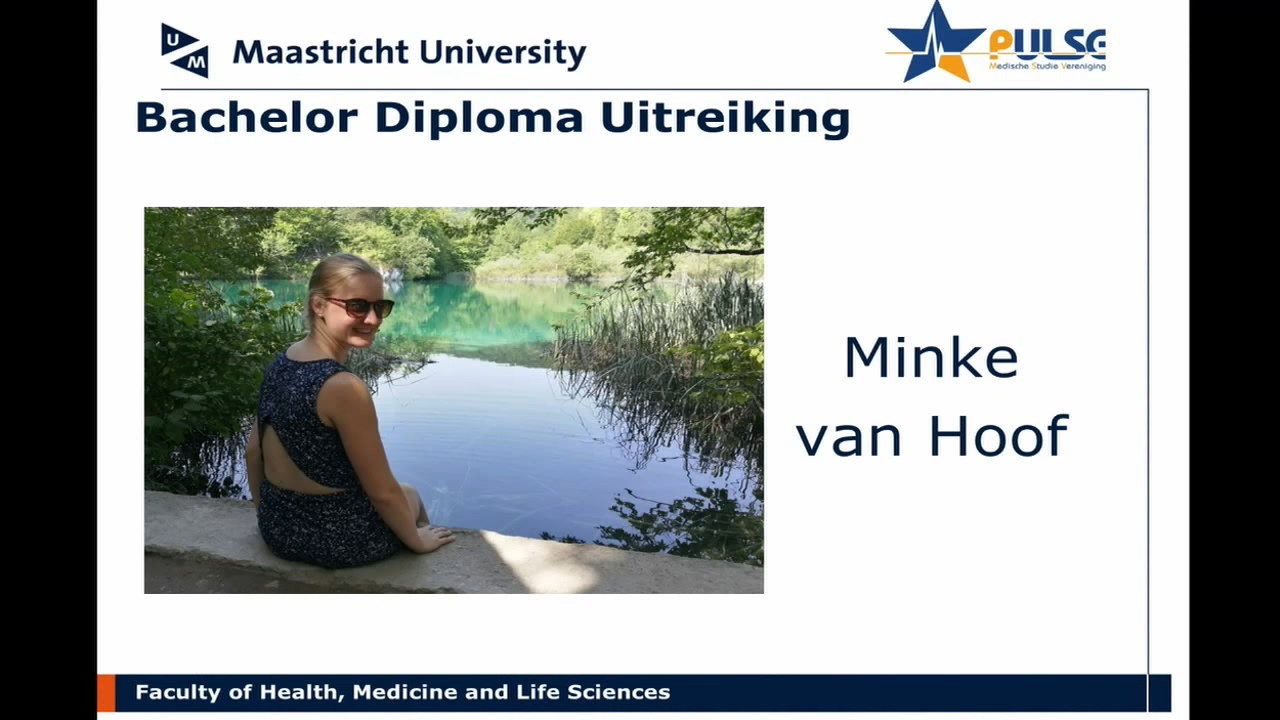 UM
Maastricht University
PULSE
Medische Studie Vereniging
Bachelor Diploma Uitreiking
Minke
van Hoof
Faculty of Health, Medicine and Life Sciences